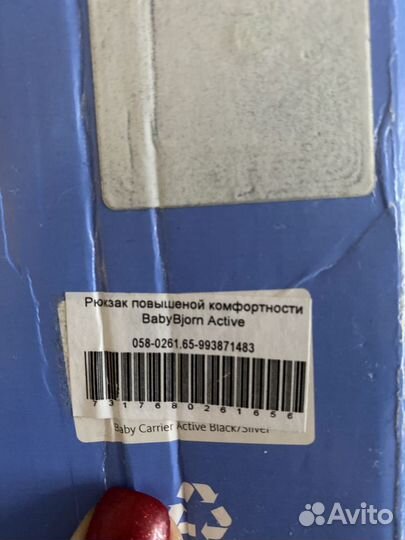 Рюкзак повышеной комфортности
BabyBjorn Active
058-0261.65-993871483
7317680261656
Baby Carrier Active Black/Silver
Avito